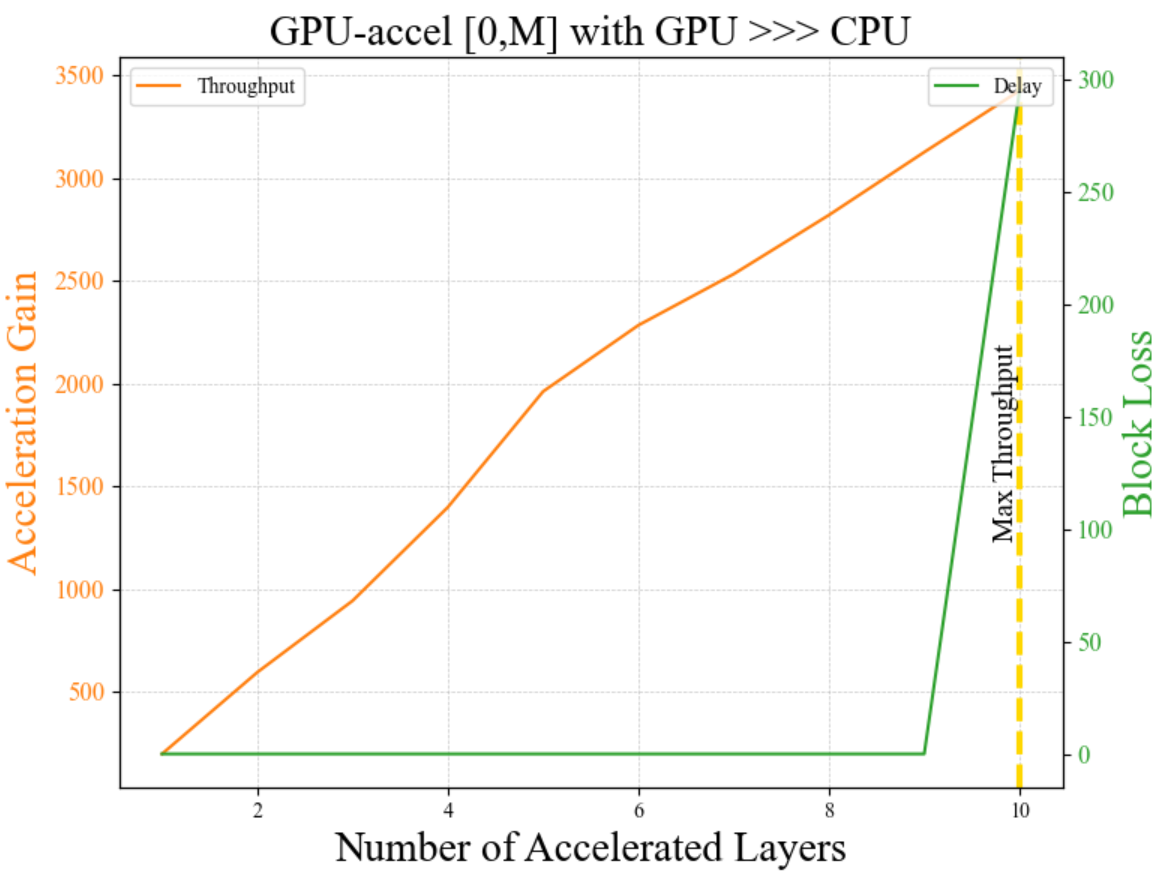 GPU-accel [0,M] with GPU >>> CPU
Throughput
Delay
3500
3000
2500
2000
1500
1000
500
Acceleration Gain
300
250
200
150
100
50
0
Block Loss
Max Throughput
2 4 6 8 10
Number of Accelerated Layers